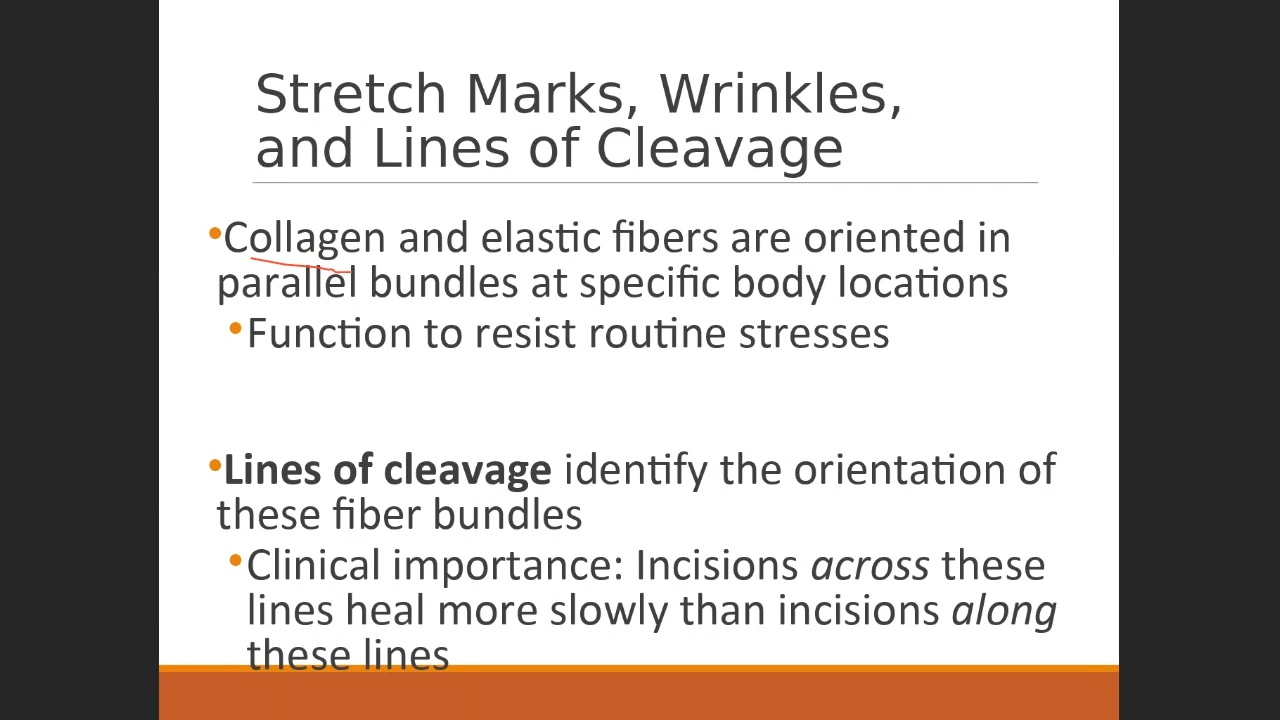 Stretch Marks, Wrinkles,
and Lines of Cleavage
•Collagen and elastic fibers are oriented in
parallel bundles at specific body locations
•Function to resist routine stresses
•Lines of cleavage identify the orientation of
these fiber bundles
•Clinical importance: Incisions across these
lines heal more slowly than incisions along
these lines